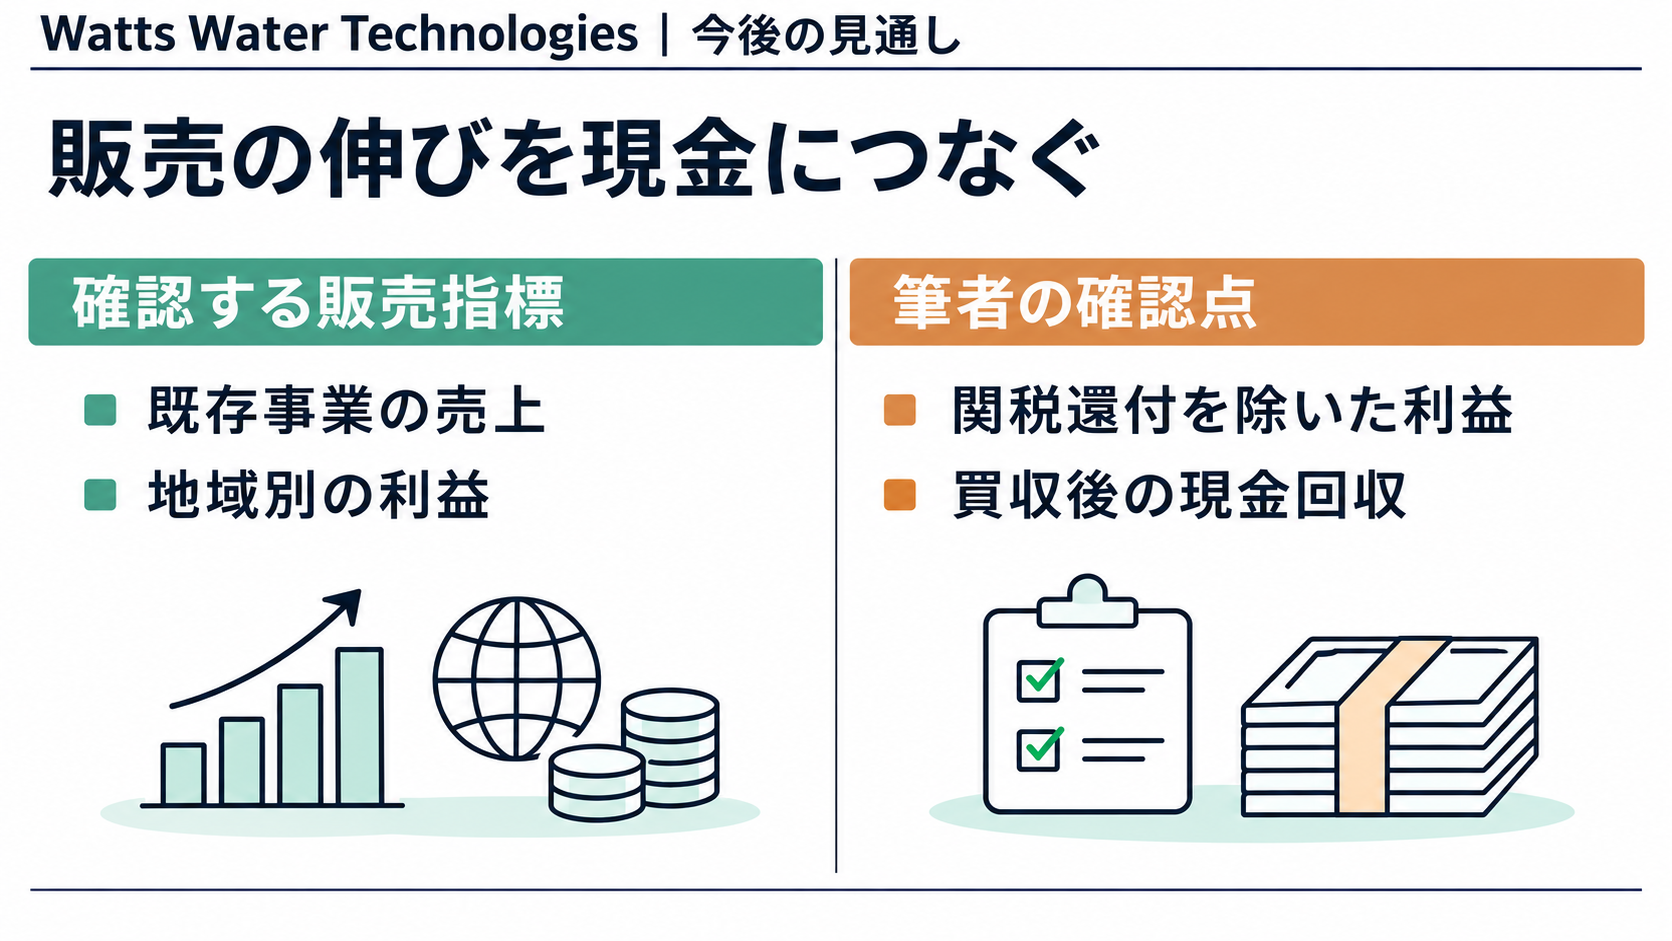 Watts Water Technologies | 今後の見通し
販売の伸びを現金につなぐ
確認する販売指標
既存事業の売上
地域別の利益
筆者の確認点
関税還付を除いた利益
買収後の現金回収